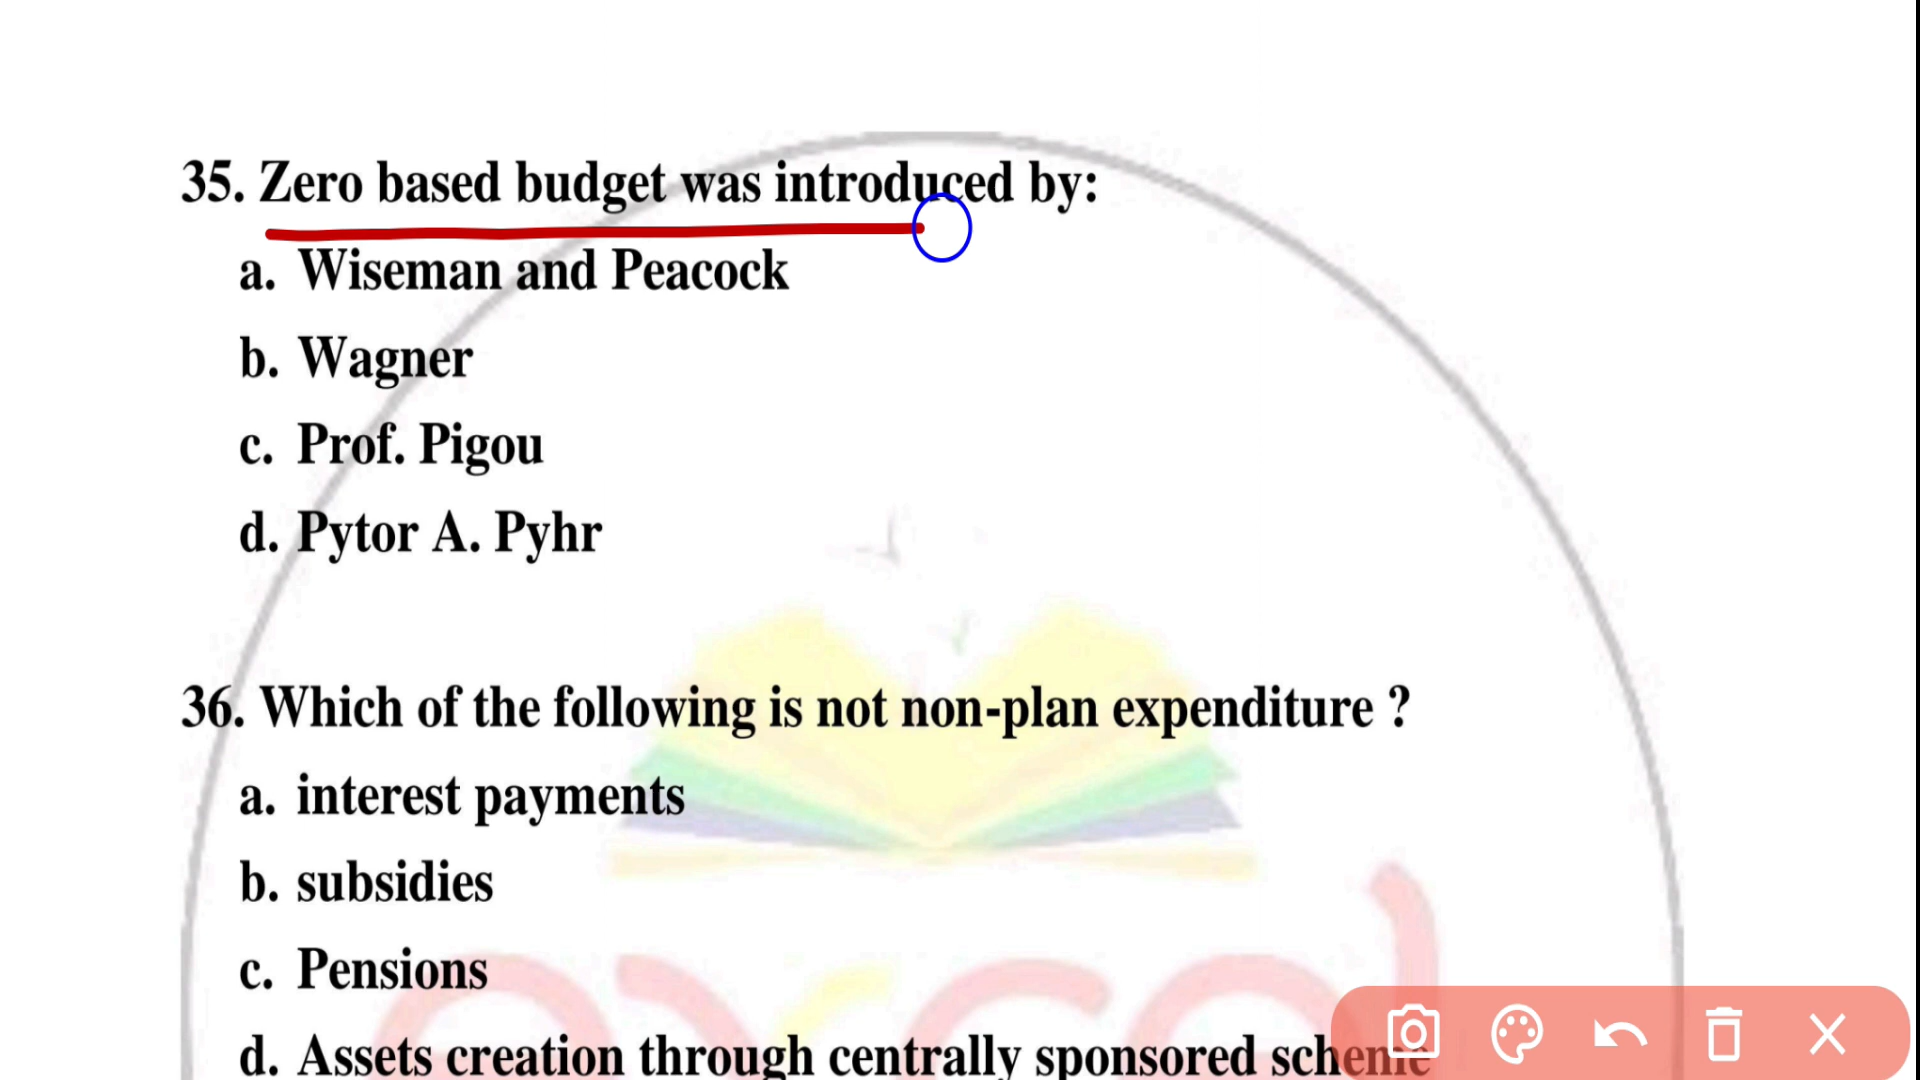 35. Zero based budget was introduced by:
a. Wiseman and Peacock
b. Wagner
c. Prof. Pigou
d. Pytor A. Pyhr
36. Which of the following is not non-plan expenditure ?
a. interest payments
b. subsidies
c. Pensions
d. Assets creation through centrally sponsored scheme